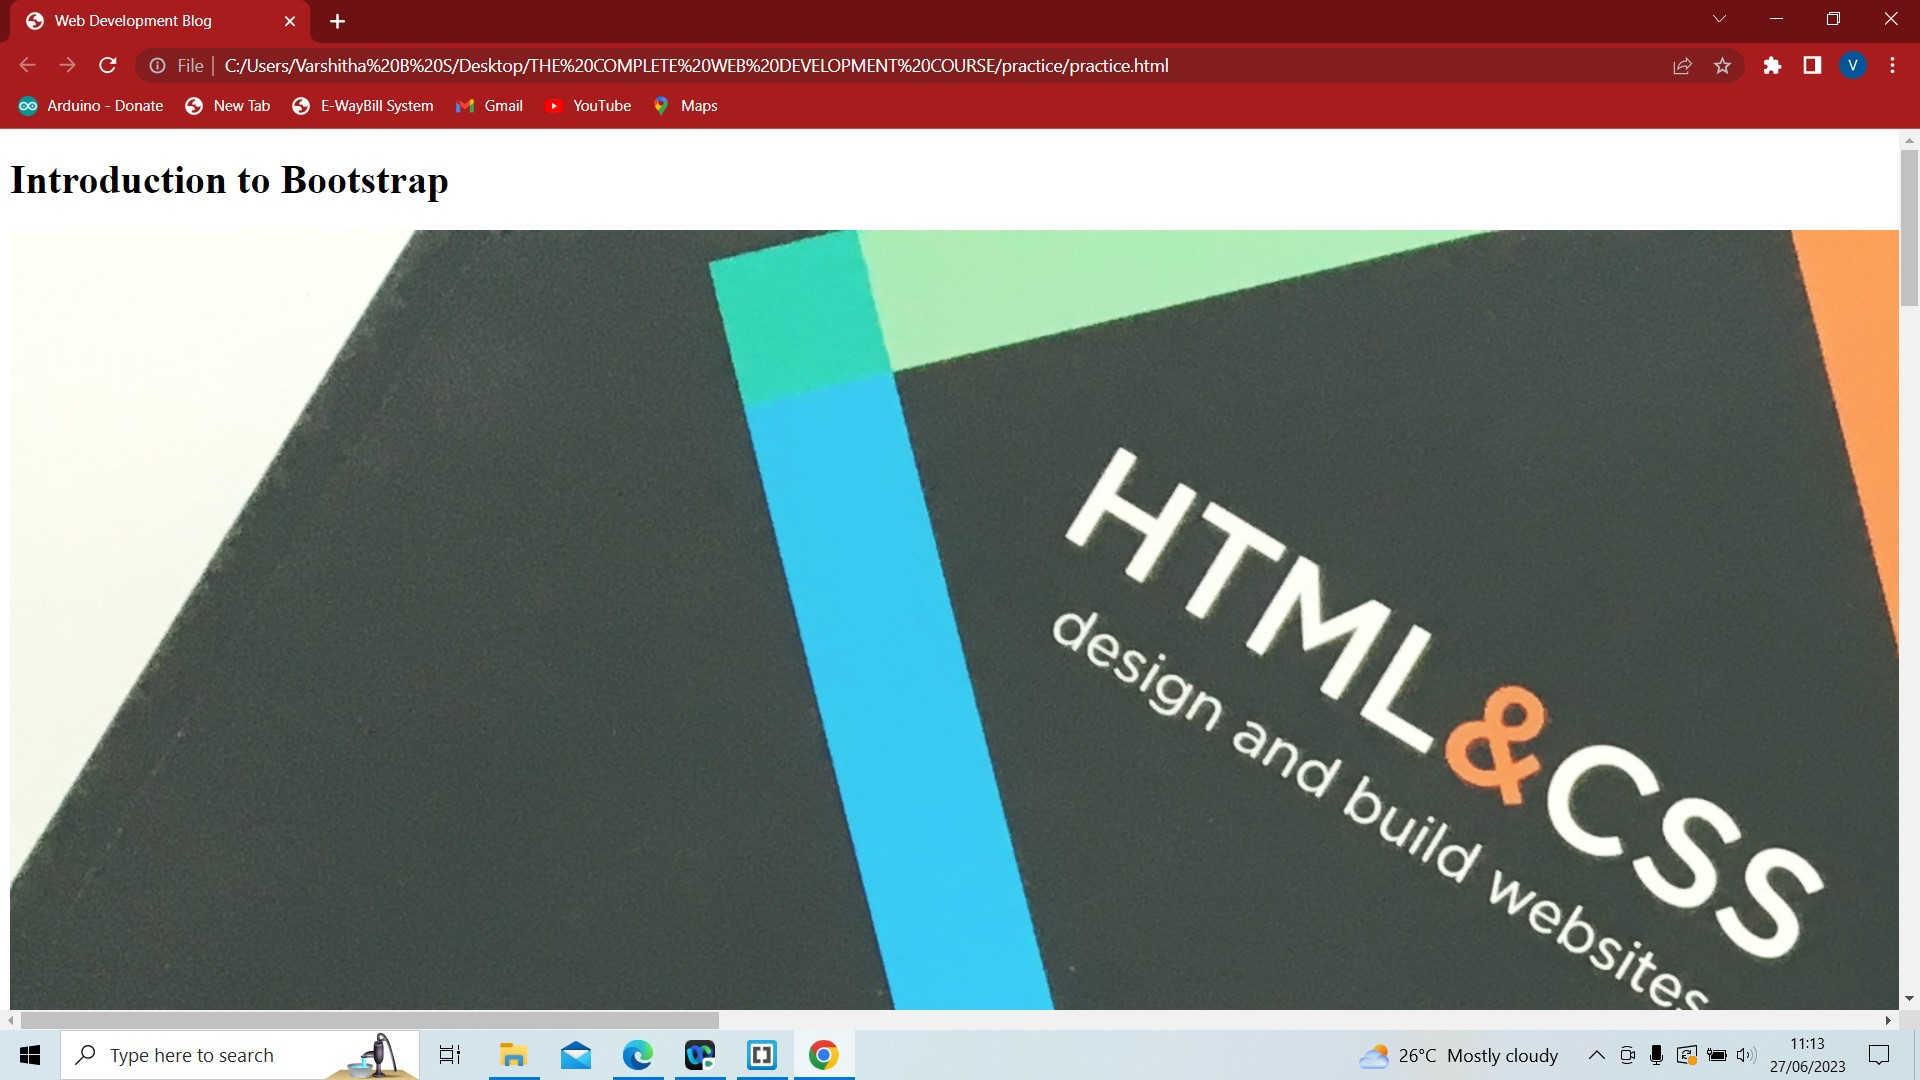 Web Development Blog
File | C:/Users/Varshitha%20B%20S/Desktop/THE%20COMPLETE%20WEB%20DEVELOPMENT%20COURSE/practice/practice.html
V
Arduino - Donate New Tab E-WayBill System Gmail YouTube Maps
Introduction to Bootstrap
HTML&CSS
design and build websites
Type here to search
26°C Mostly cloudy
11:13
27/06/2023